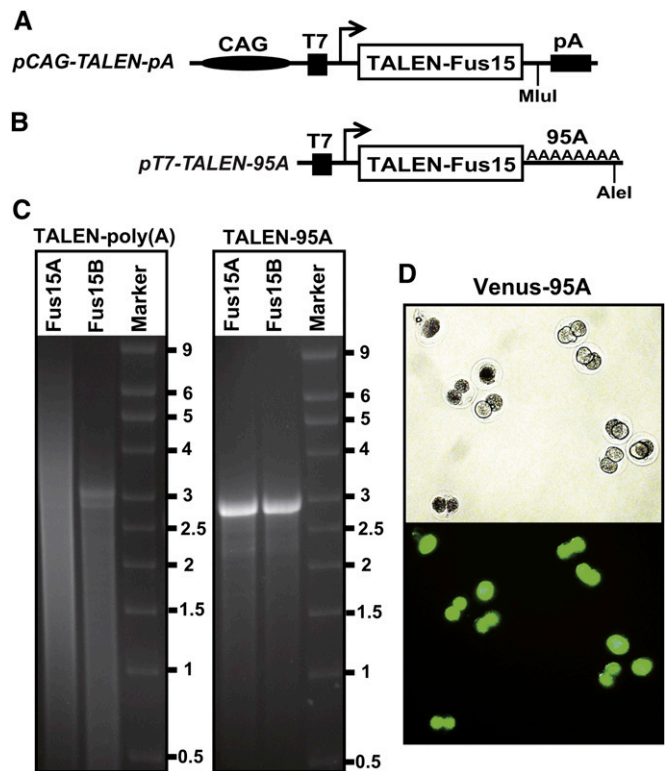 A
CAG
T7
pA
pCAG-TALEN-pA
TALEN-Fus15
MluI
B
T7
95A
pT7-TALEN-95A
TALEN-Fus15
AAAAAAAA
AleI
C
TALEN-poly(A)
TALEN-95A
Fus15A
Fus15B
Marker
9
6
5
4
3
2.5
2
1.5
1
0.5
Fus15A
Fus15B
Marker
9
6
5
4
3
2.5
2
1.5
1
0.5
D
Venus-95A